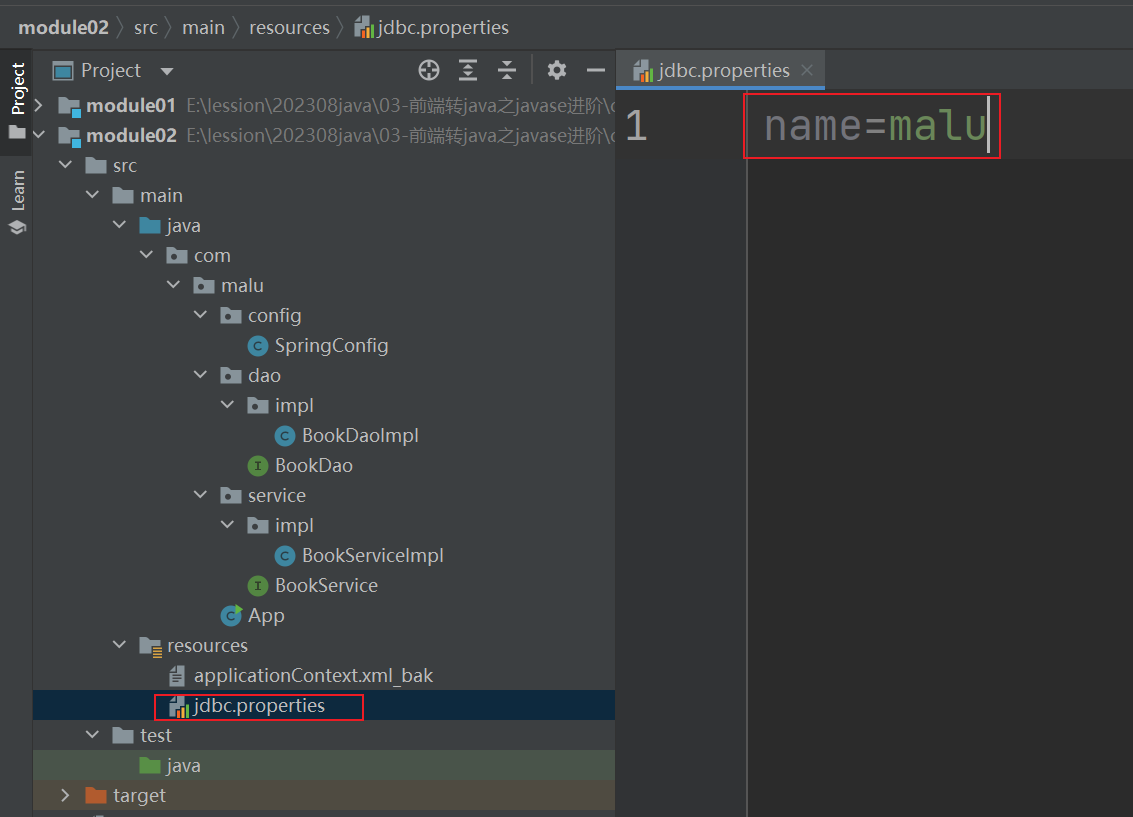 module02 src main resources jdbc.properties
Project
Learn
Project
module01 E:\lession\202308java\03-前端转java之javase进阶\c
module02 E:\lession\202308java\03-前端转java之javase进阶\c
src
main
java
com
malu
config
SpringConfig
dao
impl
BookDaoImpl
BookDao
service
impl
BookServiceImpl
BookService
App
resources
applicationContext.xml_bak
jdbc.properties
test
java
target
jdbc.properties
1 name=malu